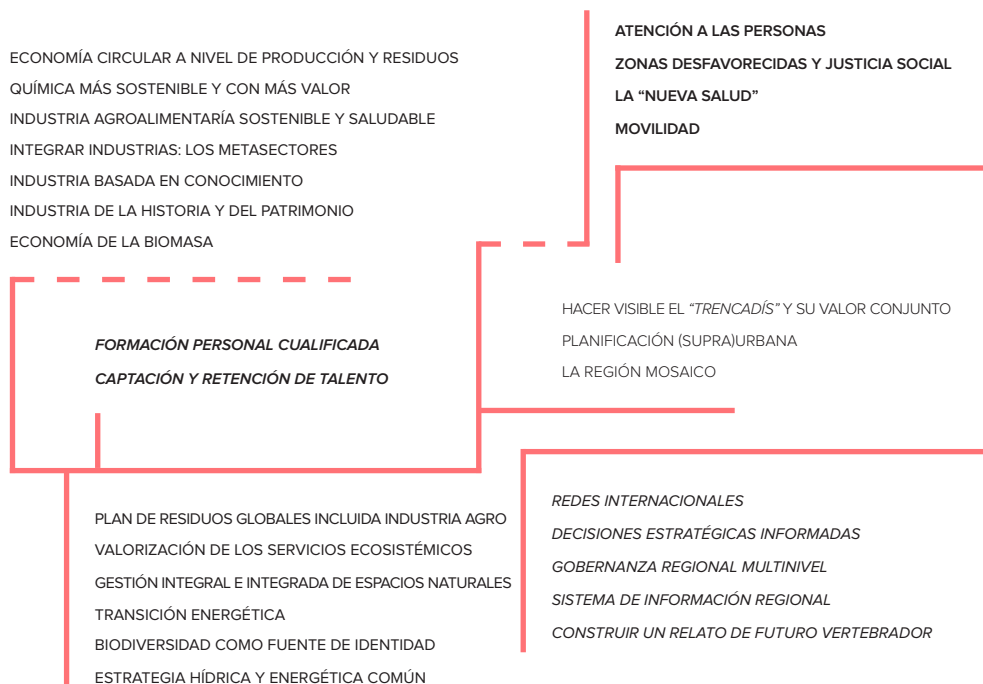 ECONOMÍA CIRCULAR A NIVEL DE PRODUCCIÓN Y RESIDUOS
QUÍMICA MÁS SOSTENIBLE Y CON MÁS VALOR
INDUSTRIA AGROALIMENTARÍA SOSTENIBLE Y SALUDABLE
INTEGRAR INDUSTRIAS: LOS METASECTORES
INDUSTRIA BASADA EN CONOCIMIENTO
INDUSTRIA DE LA HISTORIA Y DEL PATRIMONIO
ECONOMÍA DE LA BIOMASA
ATENCIÓN A LAS PERSONAS
ZONAS DESFAVORECIDAS Y JUSTICIA SOCIAL
LA “NUEVA SALUD”
MOVILIDAD
FORMACIÓN PERSONAL CUALIFICADA
CAPTACIÓN Y RETENCIÓN DE TALENTO
HACER VISIBLE EL “TRENCADÍS” Y SU VALOR CONJUNTO
PLANIFICACIÓN (SUPRA)URBANA
LA REGIÓN MOSAICO
PLAN DE RESIDUOS GLOBALES INCLUIDA INDUSTRIA AGRO
VALORIZACIÓN DE LOS SERVICIOS ECOSISTÉMICOS
GESTIÓN INTEGRAL E INTEGRADA DE ESPACIOS NATURALES
TRANSICIÓN ENERGÉTICA
BIODIVERSIDAD COMO FUENTE DE IDENTIDAD
ESTRATEGIA HÍDRICA Y ENERGÉTICA COMÚN
REDES INTERNACIONALES
DECISIONES ESTRATÉGICAS INFORMADAS
GOBERNANZA REGIONAL MULTINIVEL
SISTEMA DE INFORMACIÓN REGIONAL
CONSTRUIR UN RELATO DE FUTURO VERTEBRADOR